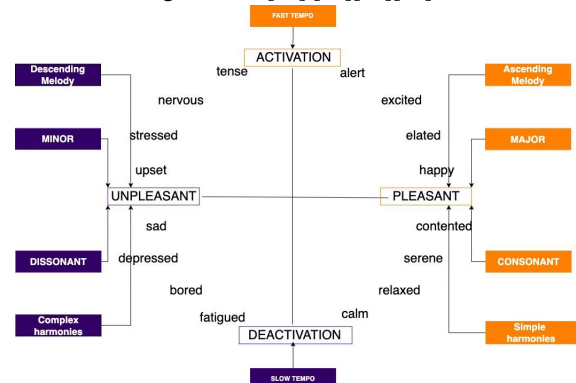 FAST TEMPO
ACTIVATION
tense
alert
Descending
Melody
Ascending
Melody
nervous
excited
MINOR
stressed
elated
MAJOR
upset
happy
UNPLEASANT
PLEASANT
sad
contented
DISSONANT
depressed
serene
CONSONANT
bored
relaxed
Complex
harmonies
fatigued
calm
Simple
harmonies
DEACTIVATION
SLOW TEMPO